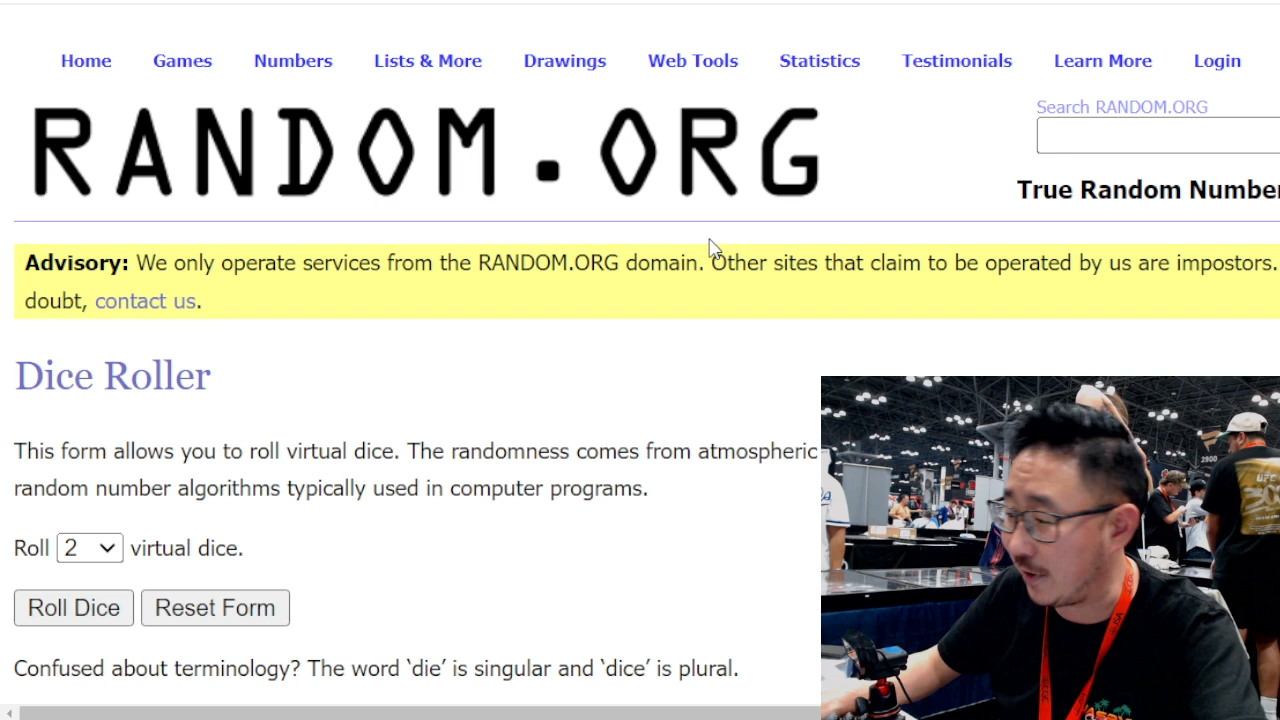 Home Games Numbers Lists & More Drawings Web Tools Statistics Testimonials Learn More Login
RANDOM.ORG
Search RANDOM.ORG
True Random Number
Advisory: We only operate services from the RANDOM.ORG domain. Other sites that claim to be operated by us are impostors.
doubt, contact us.
Dice Roller
This form allows you to roll virtual dice. The randomness comes from atmospheric
random number algorithms typically used in computer programs.
Roll 2 virtual dice.
Roll Dice Reset Form
Confused about terminology? The word ‘die’ is singular and ‘dice’ is plural.
2900
UFC
300